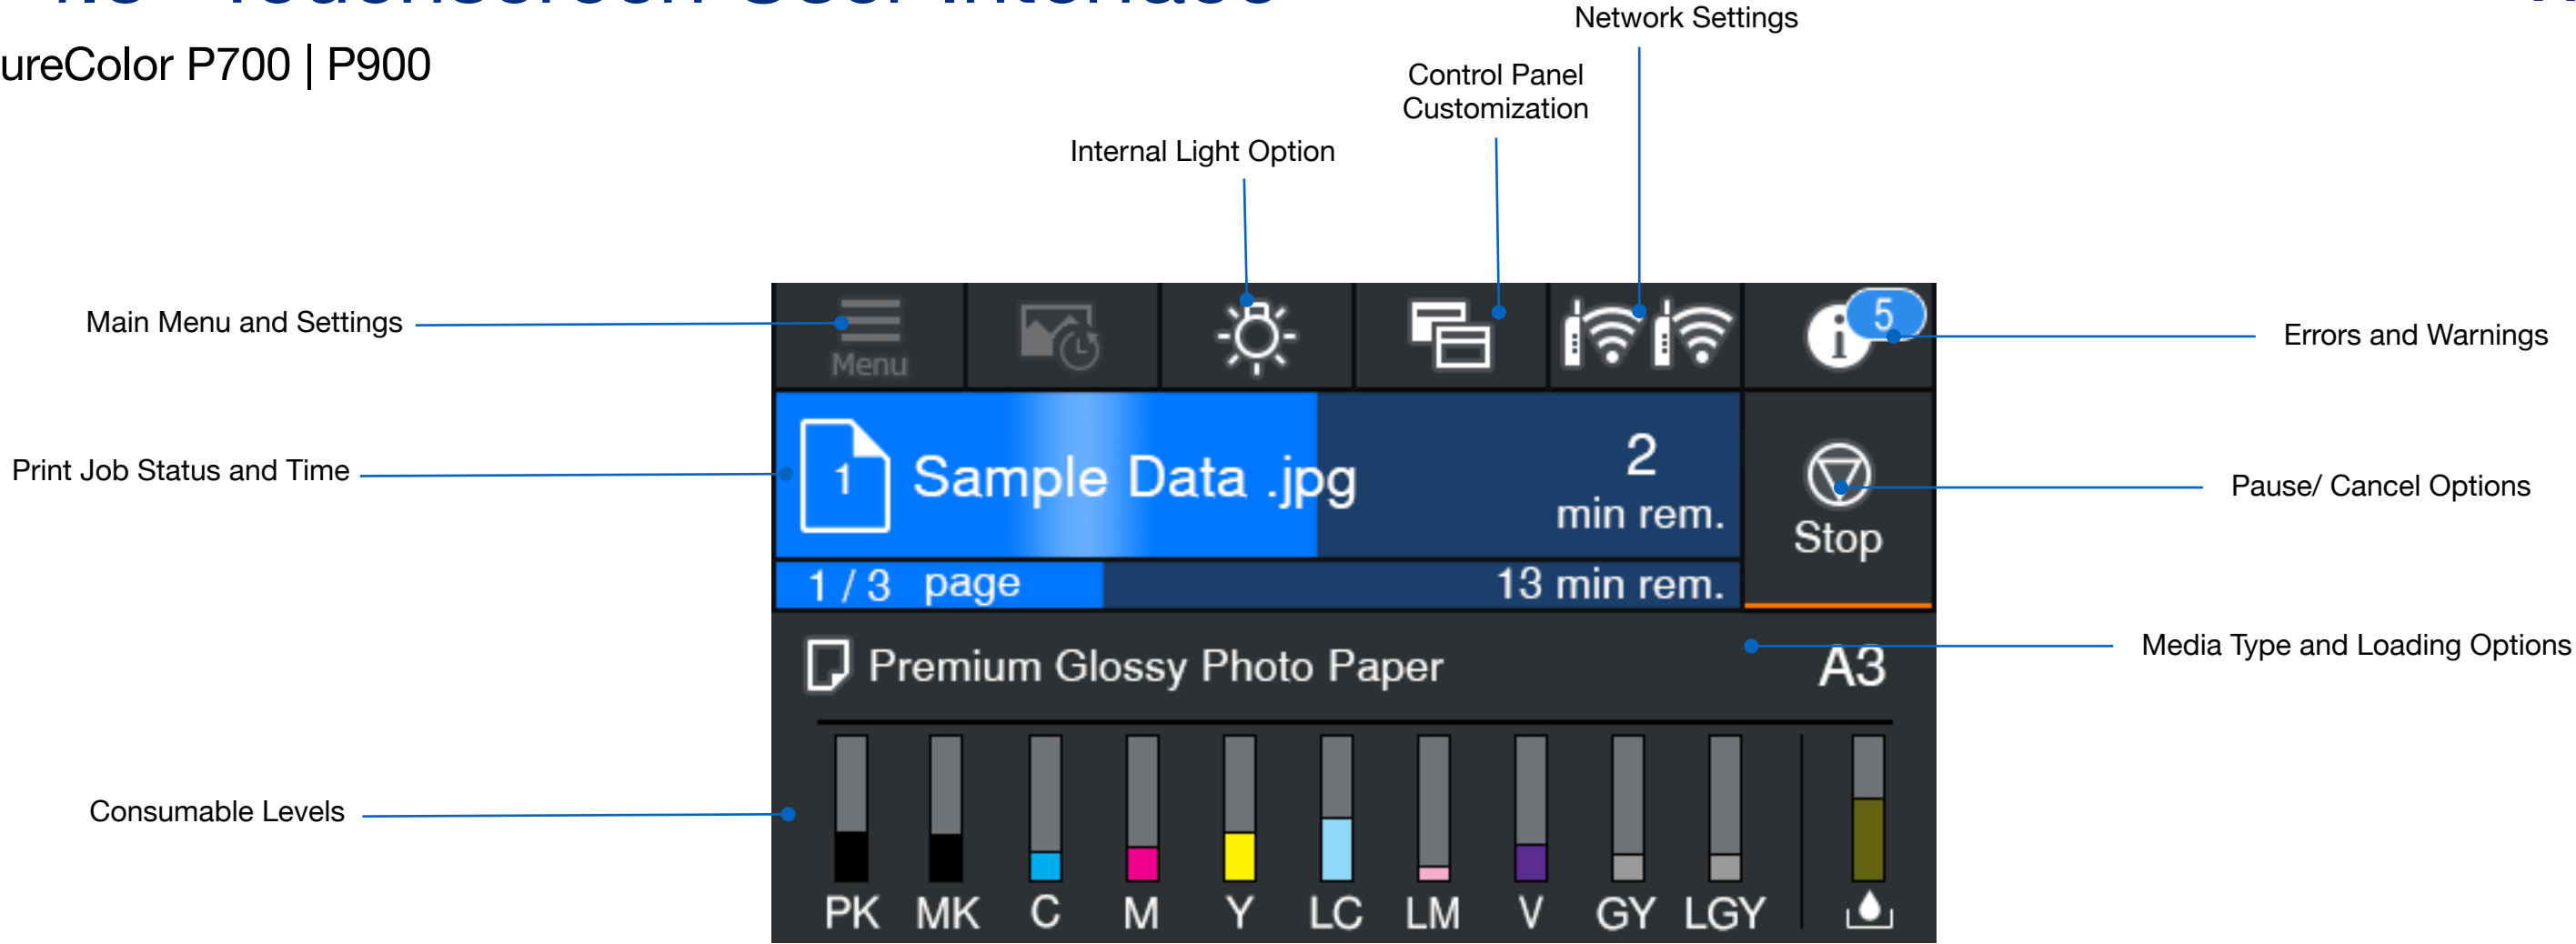 Touchscreen User Interface
ureColor P700 | P900
Network Settings
Control Panel
Customization
Internal Light Option
Main Menu and Settings
Menu
5
Errors and Warnings
Print Job Status and Time
1
Sample Data .jpg
2
min rem.
Stop
Pause/ Cancel Options
1 / 3 page
13 min rem.
Premium Glossy Photo Paper
A3
Media Type and Loading Options
Consumable Levels
PK MK C M Y LC LM V GY LGY